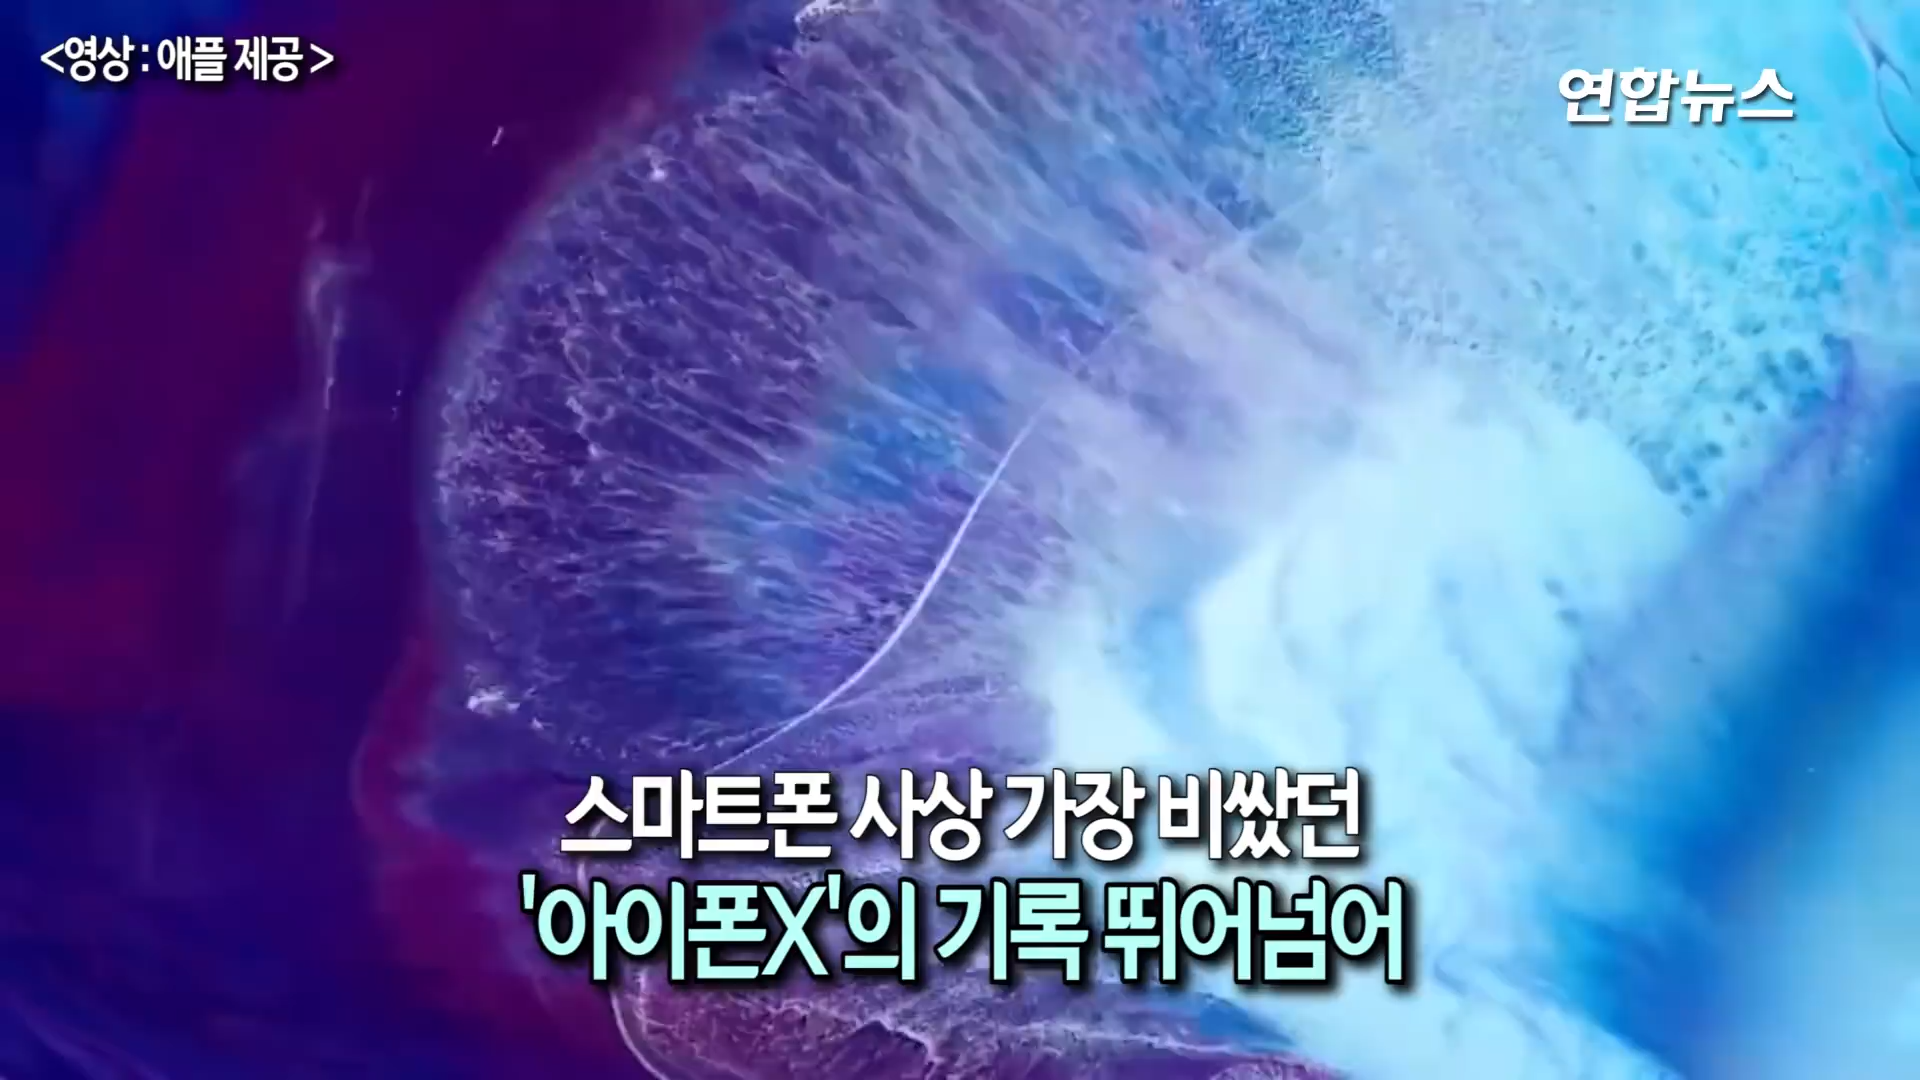 <영상 : 애플 제공>
연합뉴스
스마트폰 사상 가장 비쌌던
'아이폰X'의 기록 뛰어넘어